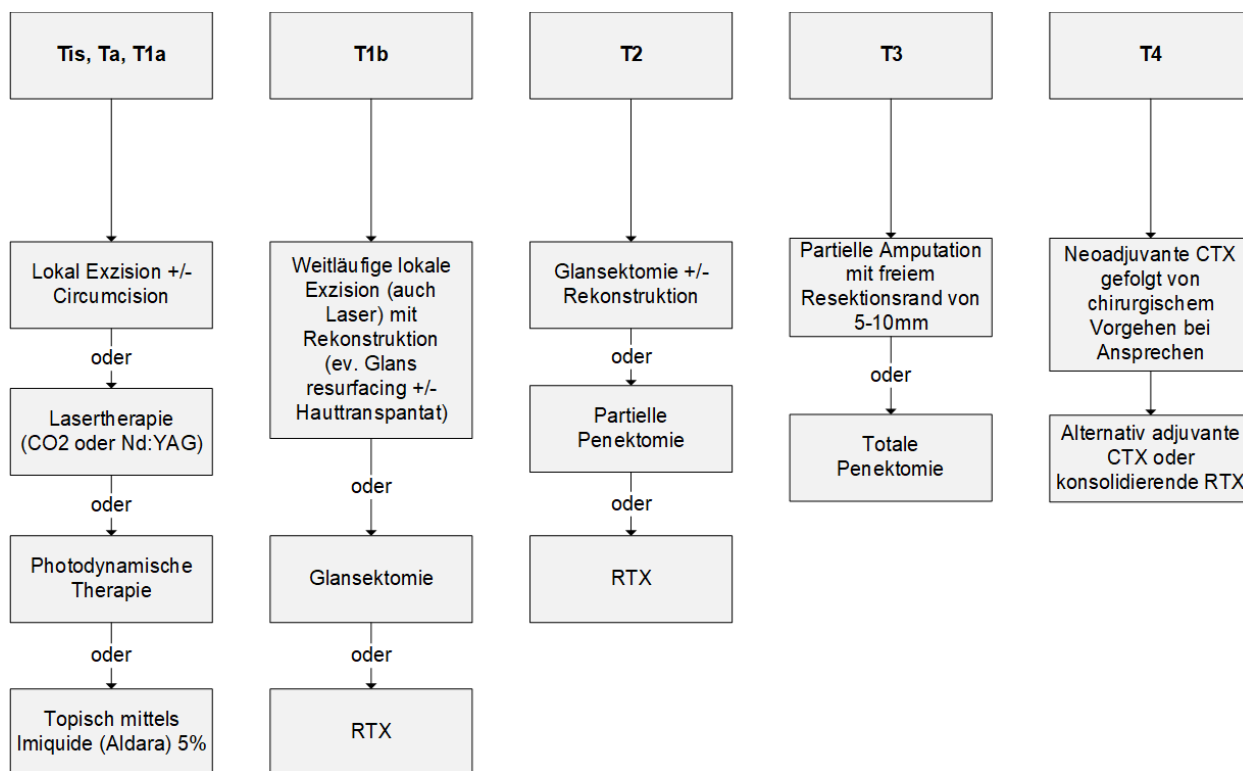 Tis, Ta, T1a
Lokal Exzision +/-
Circumcision
oder
Lasertherapie
(CO2 oder Nd:YAG)
oder
Photodynamische
Therapie
oder
Topisch mittels
Imiquide (Aldara) 5%
T1b
Weitläufige lokale
Exzision (auch
Laser) mit
Rekonstruktion
(ev. Glans
resurfacing +/-
Hauttranspantat)
oder
Glansektomie
oder
RTX
T2
Glansektomie +/-
Rekonstruktion
oder
Partielle
Penektomie
oder
RTX
T3
Partielle Amputation
mit freiem
Resektionsrand von
5-10mm
oder
Totale
Penektomie
T4
Neoadjuvante CTX
gefolgt von
chirurgischem
Vorgehen bei
Ansprechen
Alternativ adjuvante
CTX oder
konsolidierende RTX